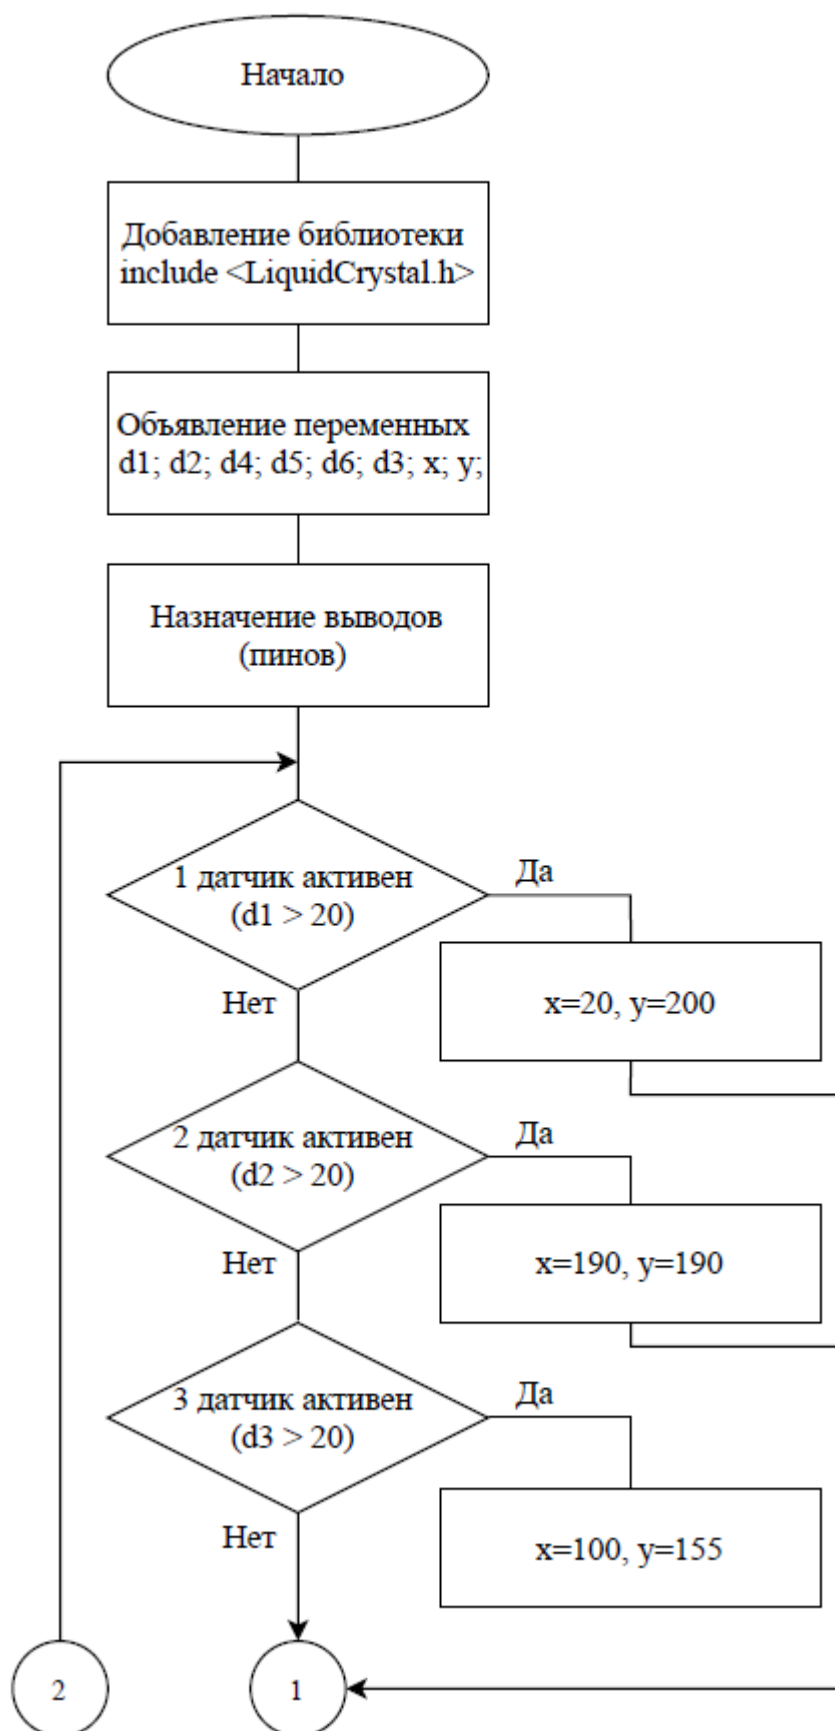 Начало
Добавление библиотеки
include <LiquidCrystal.h>
Объявление переменных
d1; d2; d4; d5; d6; d3; x; y;
Назначение выводов
(пинов)
1 датчик активен
(d1 > 20)
Да
x=20, y=200
Нет
2 датчик активен
(d2 > 20)
Да
x=190, y=190
Нет
3 датчик активен
(d3 > 20)
Да
x=100, y=155
Нет
2
1